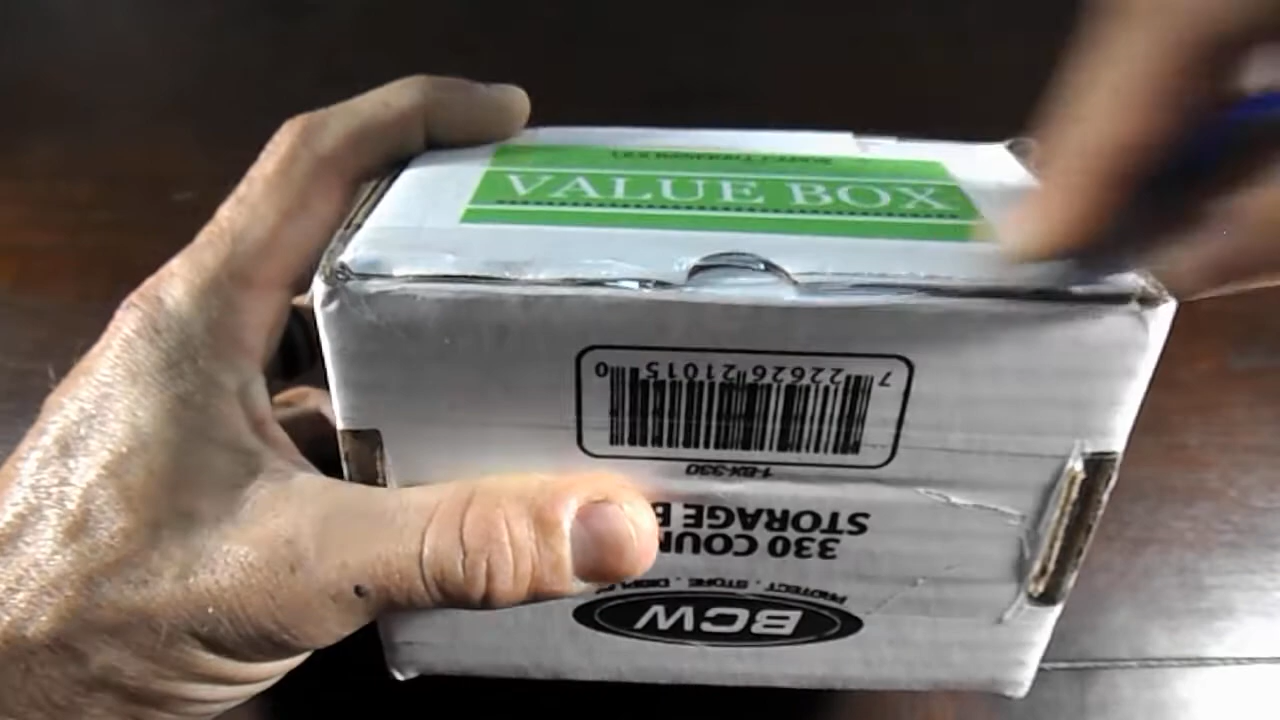 VALUE BOX
7 22626 21015 0
1-BX-330
330 COUN
STORAGE B
PROTECT . STORE . DISPLAY
BCW